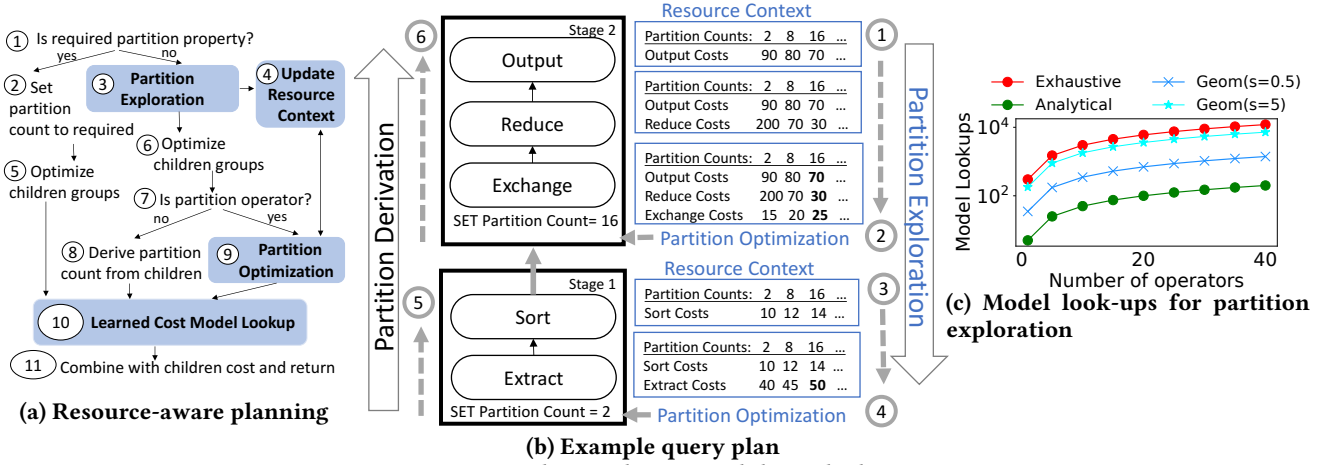 1 Is required partition property?
yes
no
2 Set
partition
count to required
3 Partition
Exploration
4 Update
Resource
Context
5 Optimize
children groups
6 Optimize
children groups
7 Is partition operator?
no
yes
8 Derive partition
count from children
9 Partition
Optimization
10 Learned Cost Model Lookup
11 Combine with children cost and return
(a) Resource-aware planning
Partition Derivation
6
5
Stage 2
Output
Reduce
Exchange
SET Partition Count= 16
Stage 1
Sort
Extract
SET Partition Count = 2
Resource Context
Partition Counts: 2 8 16 ...
Output Costs 90 80 70 ...
Partition Counts: 2 8 16 ...
Output Costs 90 80 70 ...
Reduce Costs 200 70 30 ...
Partition Counts: 2 8 16 ...
Output Costs 90 80 70 ...
Reduce Costs 200 70 30 ...
Exchange Costs 15 20 25 ...
Partition Optimization
Resource Context
Partition Counts: 2 8 16 ...
Sort Costs 10 12 14 ...
Partition Counts: 2 8 16 ...
Sort Costs 10 12 14 ...
Extract Costs 40 45 50 ...
Partition Optimization
1
2
3
4
Partition Exploration
(b) Example query plan
Exhaustive
Analytical
Geom(s=0.5)
Geom(s=5)
Model Lookups
10⁴
10²
0 20 40
Number of operators
(c) Model look-ups for partition
exploration